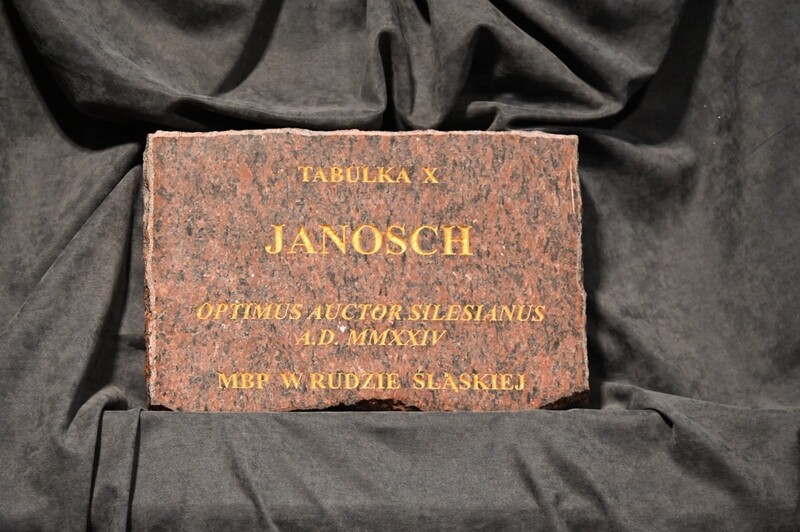 TABULKA X
JANOSCH
OPTIMUS AUCTOR SILESIANUS
A.D. MMXXIV
MBP W RUDZIE ŚLĄSKIEJ